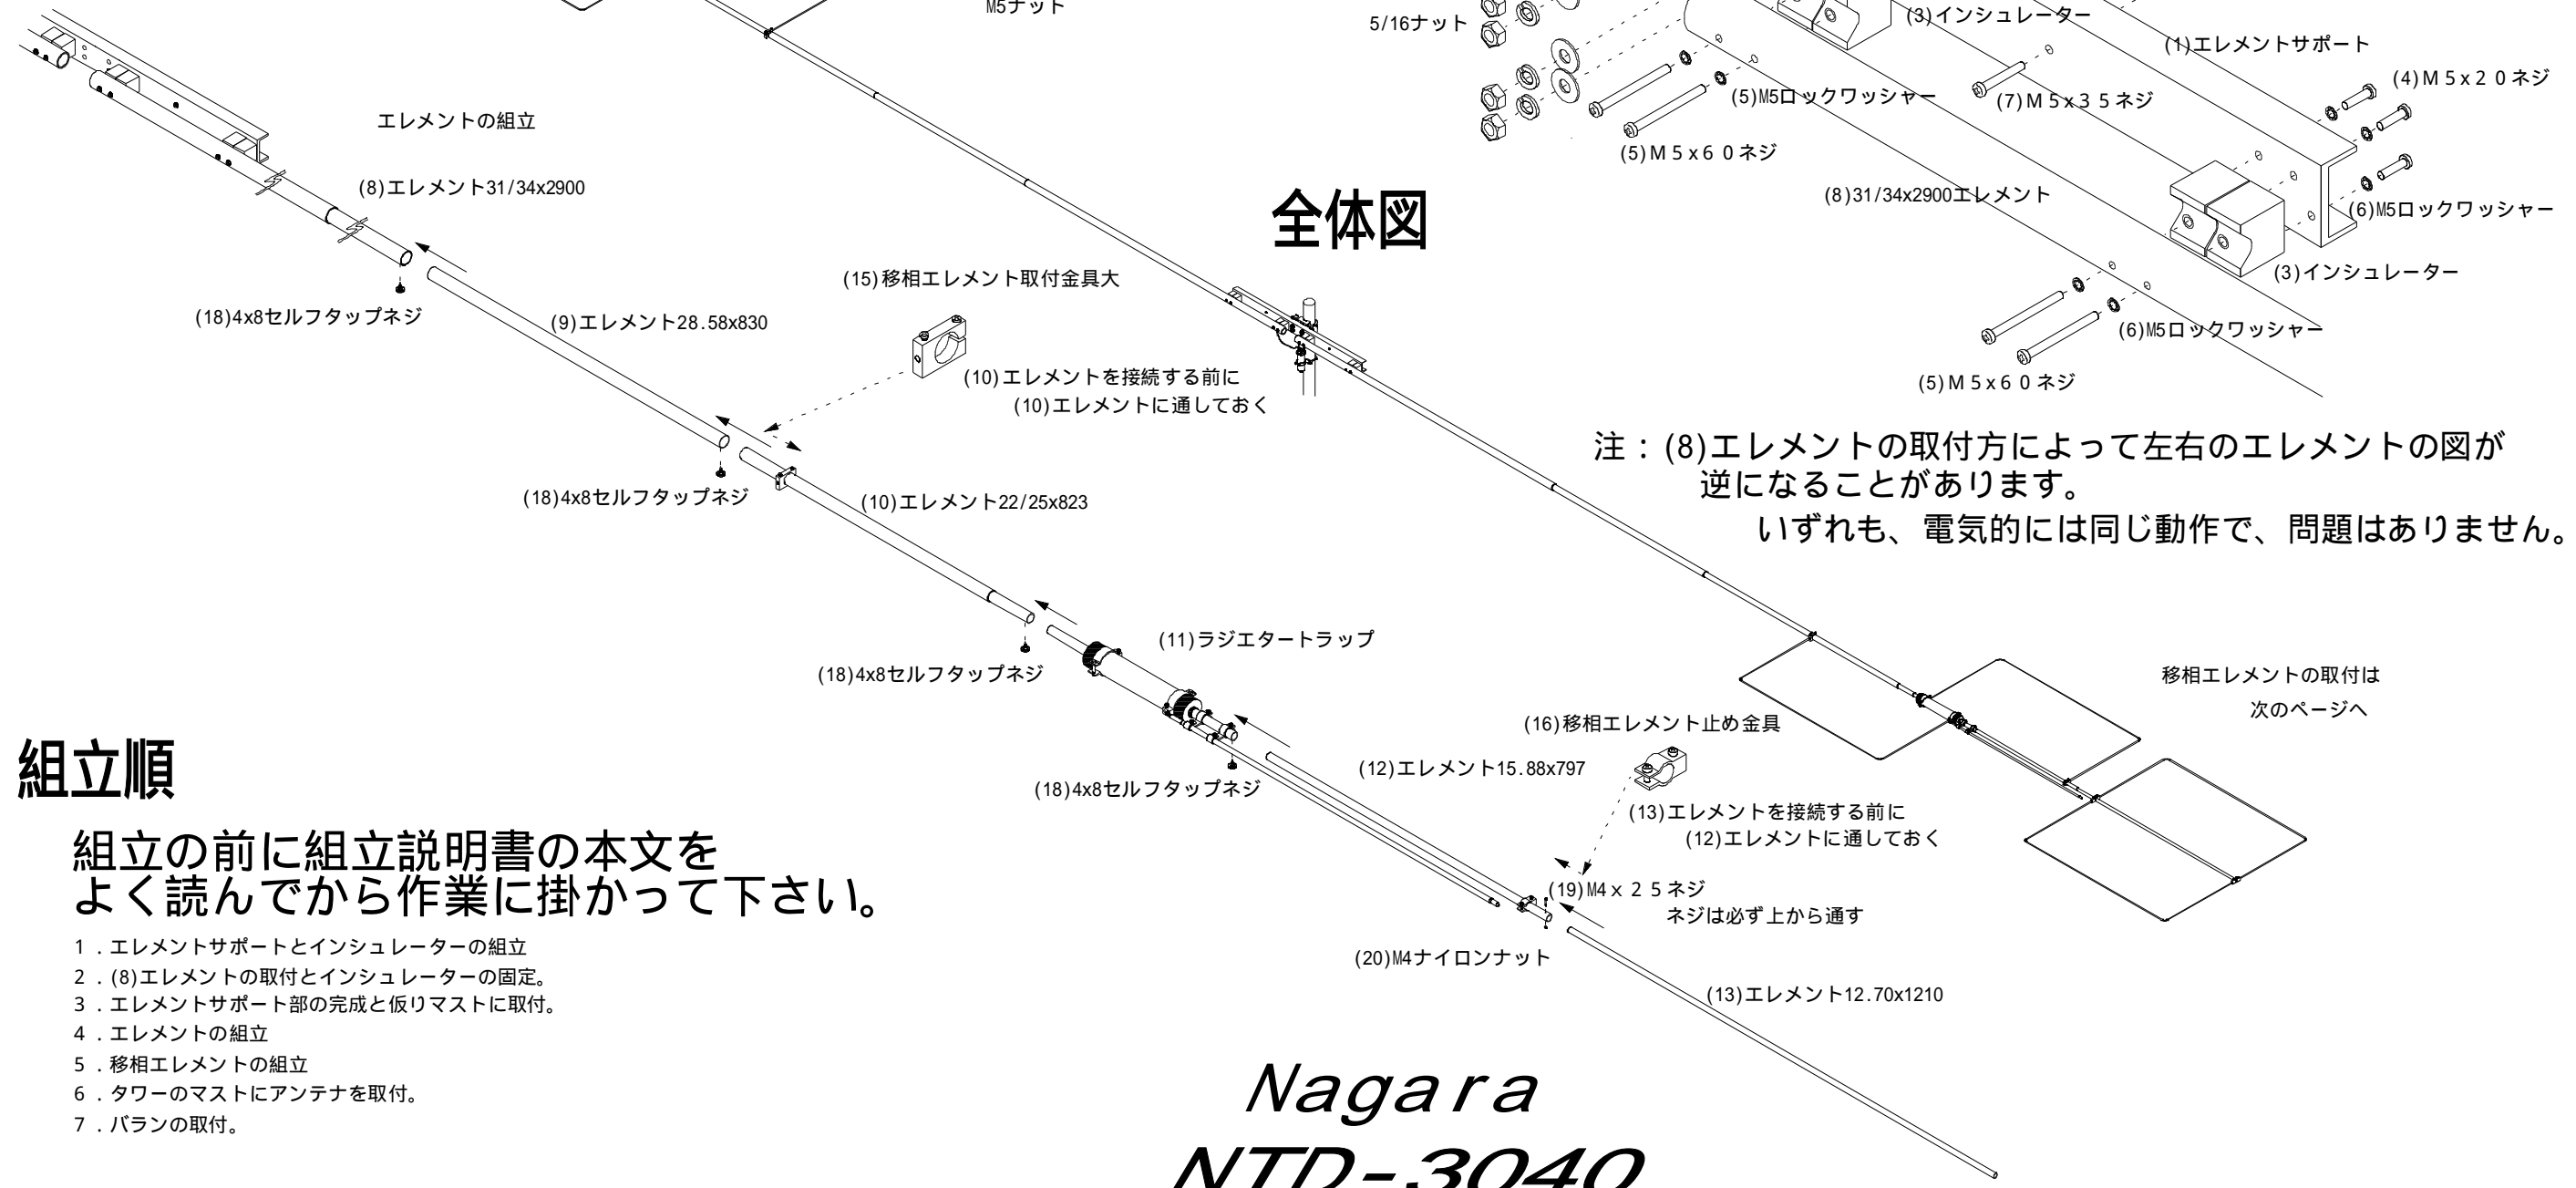 M5ナット
5/16ナット
(3)インシュレーター
(1)エレメントサポート
(4)M５x２０ネジ
(5)M5ロックワッシャー
(7)M５x３５ネジ
エレメントの組立
(5)M５x６０ネジ
(8)エレメント31/34x2900
全体図
(8)31/34x2900エレメント
(6)M5ロックワッシャー
(15)移相エレメント取付金具大
(3)インシュレーター
(18)4x8セルフタップネジ
(9)エレメント28.58x830
(6)M5ロックワッシャー
(10)エレメントを接続する前に
(10)エレメントに通しておく
(5)M５x６０ネジ
注：(8)エレメントの取付方によって左右のエレメントの図が
逆になることがあります。
いずれも、電気的には同じ動作で、問題はありません。
(18)4x8セルフタップネジ
(10)エレメント22/25x823
(11)ラジエタートラップ
(18)4x8セルフタップネジ
移相エレメントの取付は
次のページへ
(16)移相エレメント止め金具
(12)エレメント15.88x797
(18)4x8セルフタップネジ
(13)エレメントを接続する前に
(12)エレメントに通しておく
(19)M4x２５ネジ
ネジは必ず上から通す
(20)M4ナイロンナット
(13)エレメント12.70x1210
組立順
組立の前に組立説明書の本文を
よく読んでから作業に掛かって下さい。
１．エレメントサポートとインシュレーターの組立
２．(8)エレメントの取付とインシュレーターの固定。
３．エレメントサポート部の完成と仮りマストに取付。
４．エレメントの組立
５．移相エレメントの組立
６．タワーのマストにアンテナを取付。
７．バランの取付。
Nagara
NTD-3040